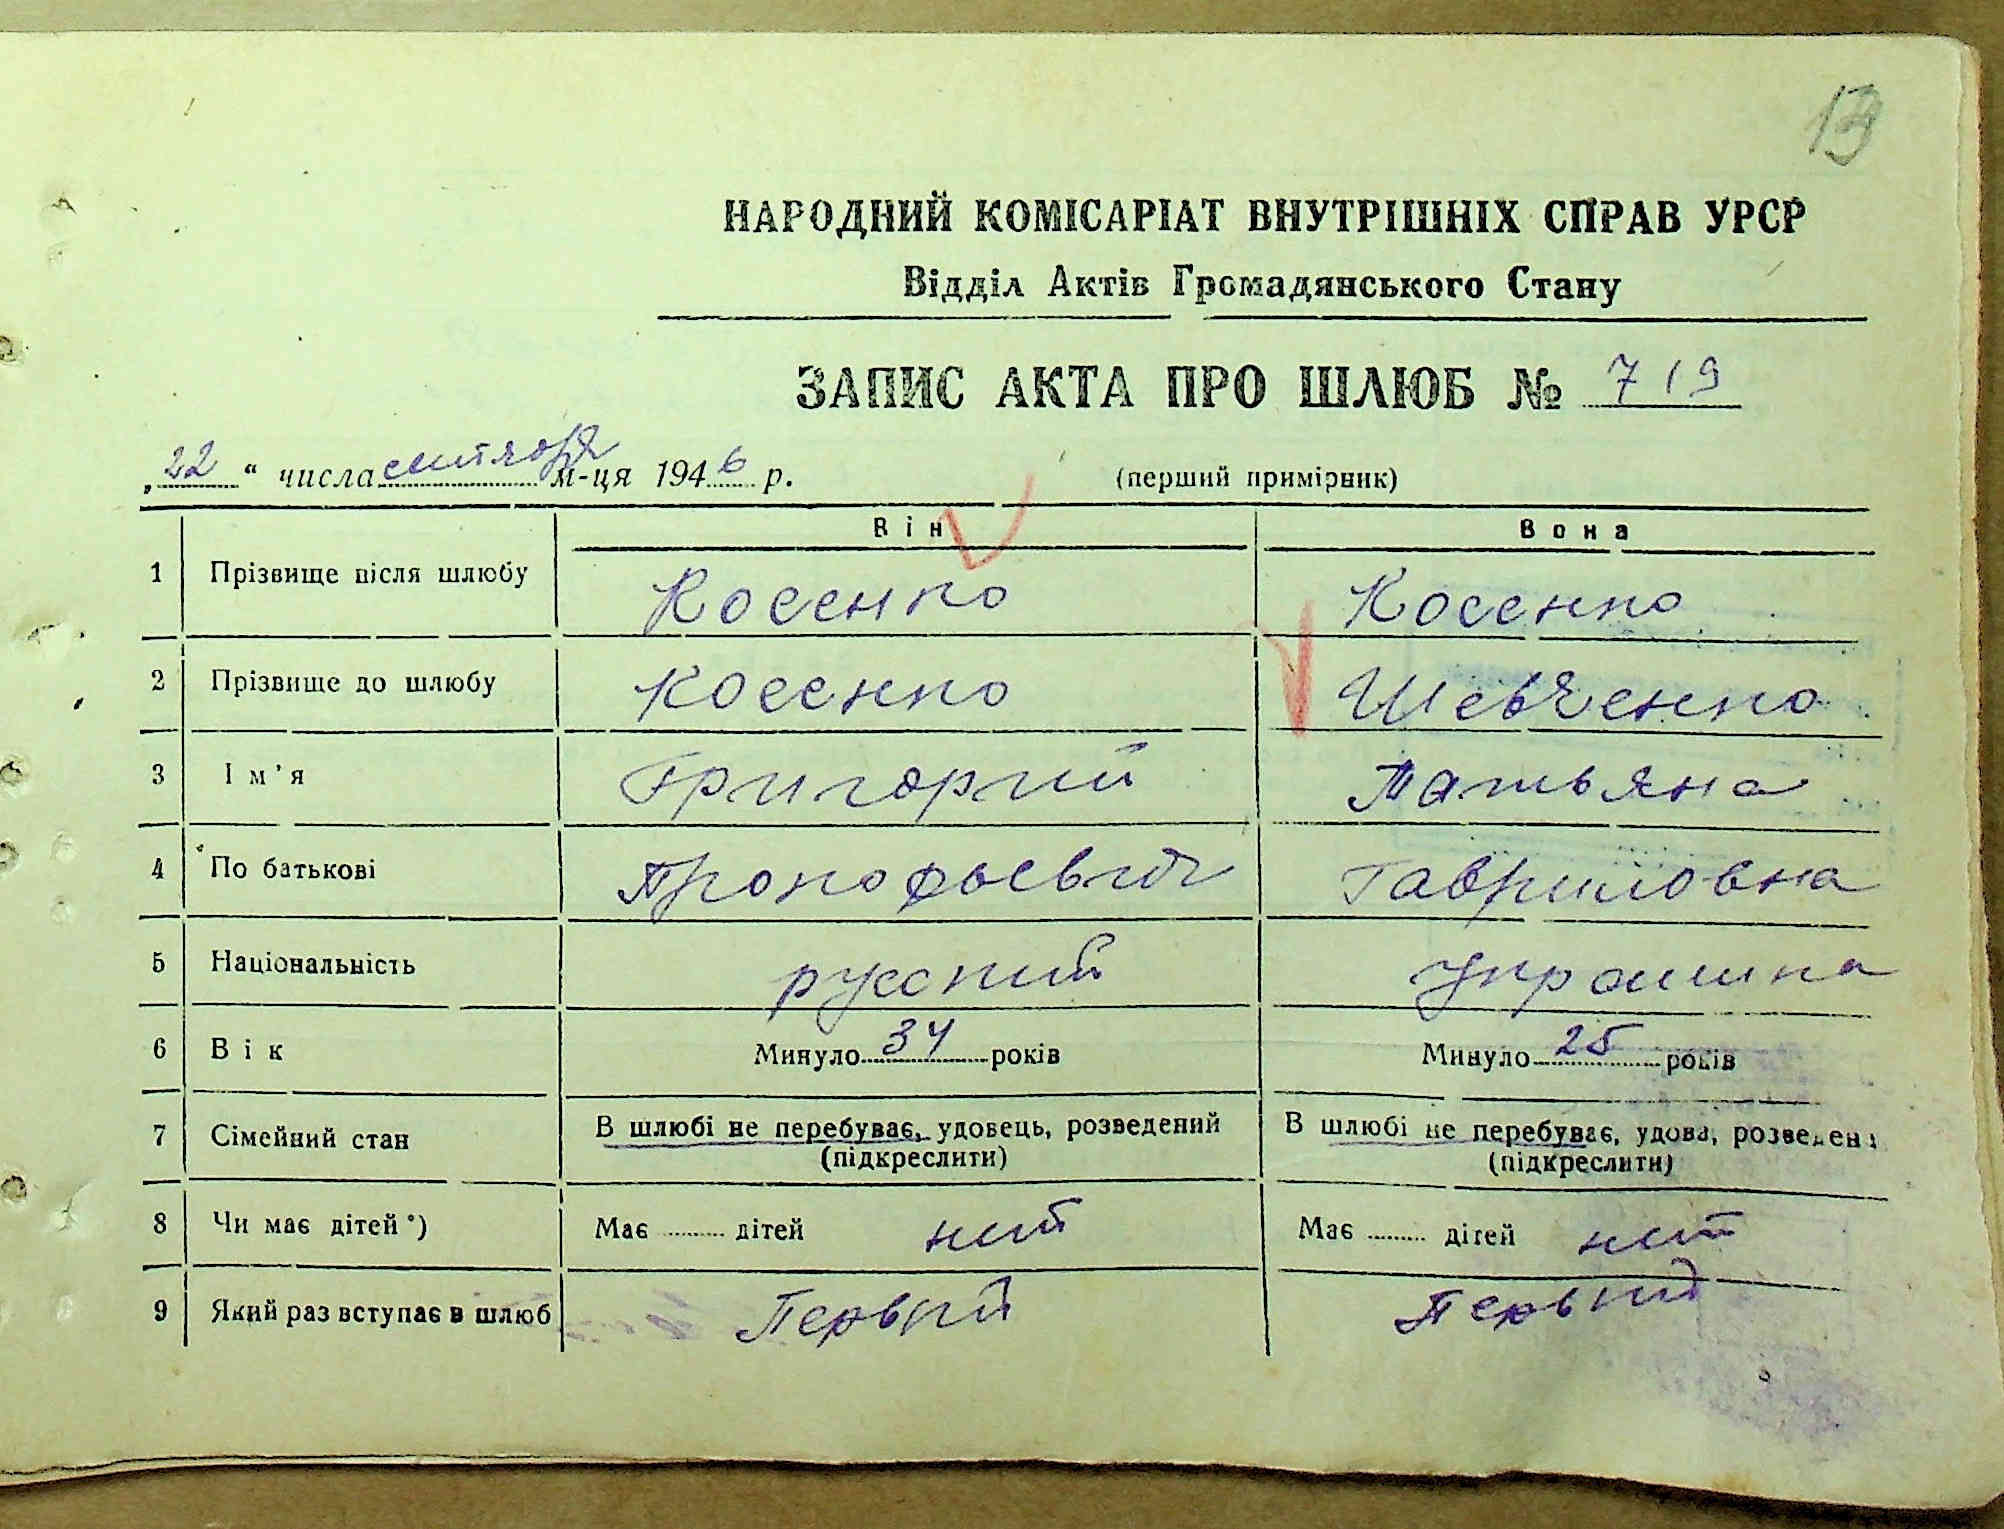 13
НАРОДНИЙ КОМІСАРІАТ ВНУТРІШНІХ СПРАВ УРСР
Відділ Актів Громадянського Стану
ЗАПИС АКТА ПРО ШЛЮБ № 719
„22" числа сентября м-ця 1946 р. (перший примірник)
Він Вона
1 Прізвище після шлюбу Косенко Косенко
2 Прізвище до шлюбу Косенко Шевченко
3 Ім'я Григорий Татьяна
4 По батькові Прокофьевич Гавриловна
5 Національність русский украинка
6 Вік Минуло 34 років Минуло 25 років
7 Сімейний стан В шлюбі не перебуває, удовець, розведений В шлюбі не перебуває, удова, розведена
(підкреслити) (підкреслити)
8 Чи має дітей*) Має ........ дітей нет Має ........ дітей нет
9 Який раз вступає в шлюб Первый Первый